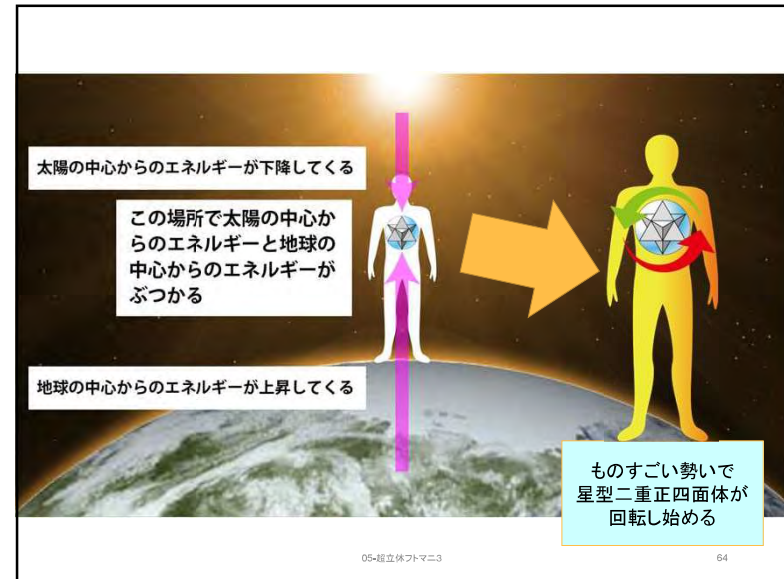 太陽の中心からのエネルギーが下降してくる
この場所で太陽の中心か
らのエネルギーと地球の
中心からのエネルギーが
ぶつかる
地球の中心からのエネルギーが上昇してくる
ものすごい勢いで
星型二重正四面体が
回転し始める
05-超立体フトマニ3
64